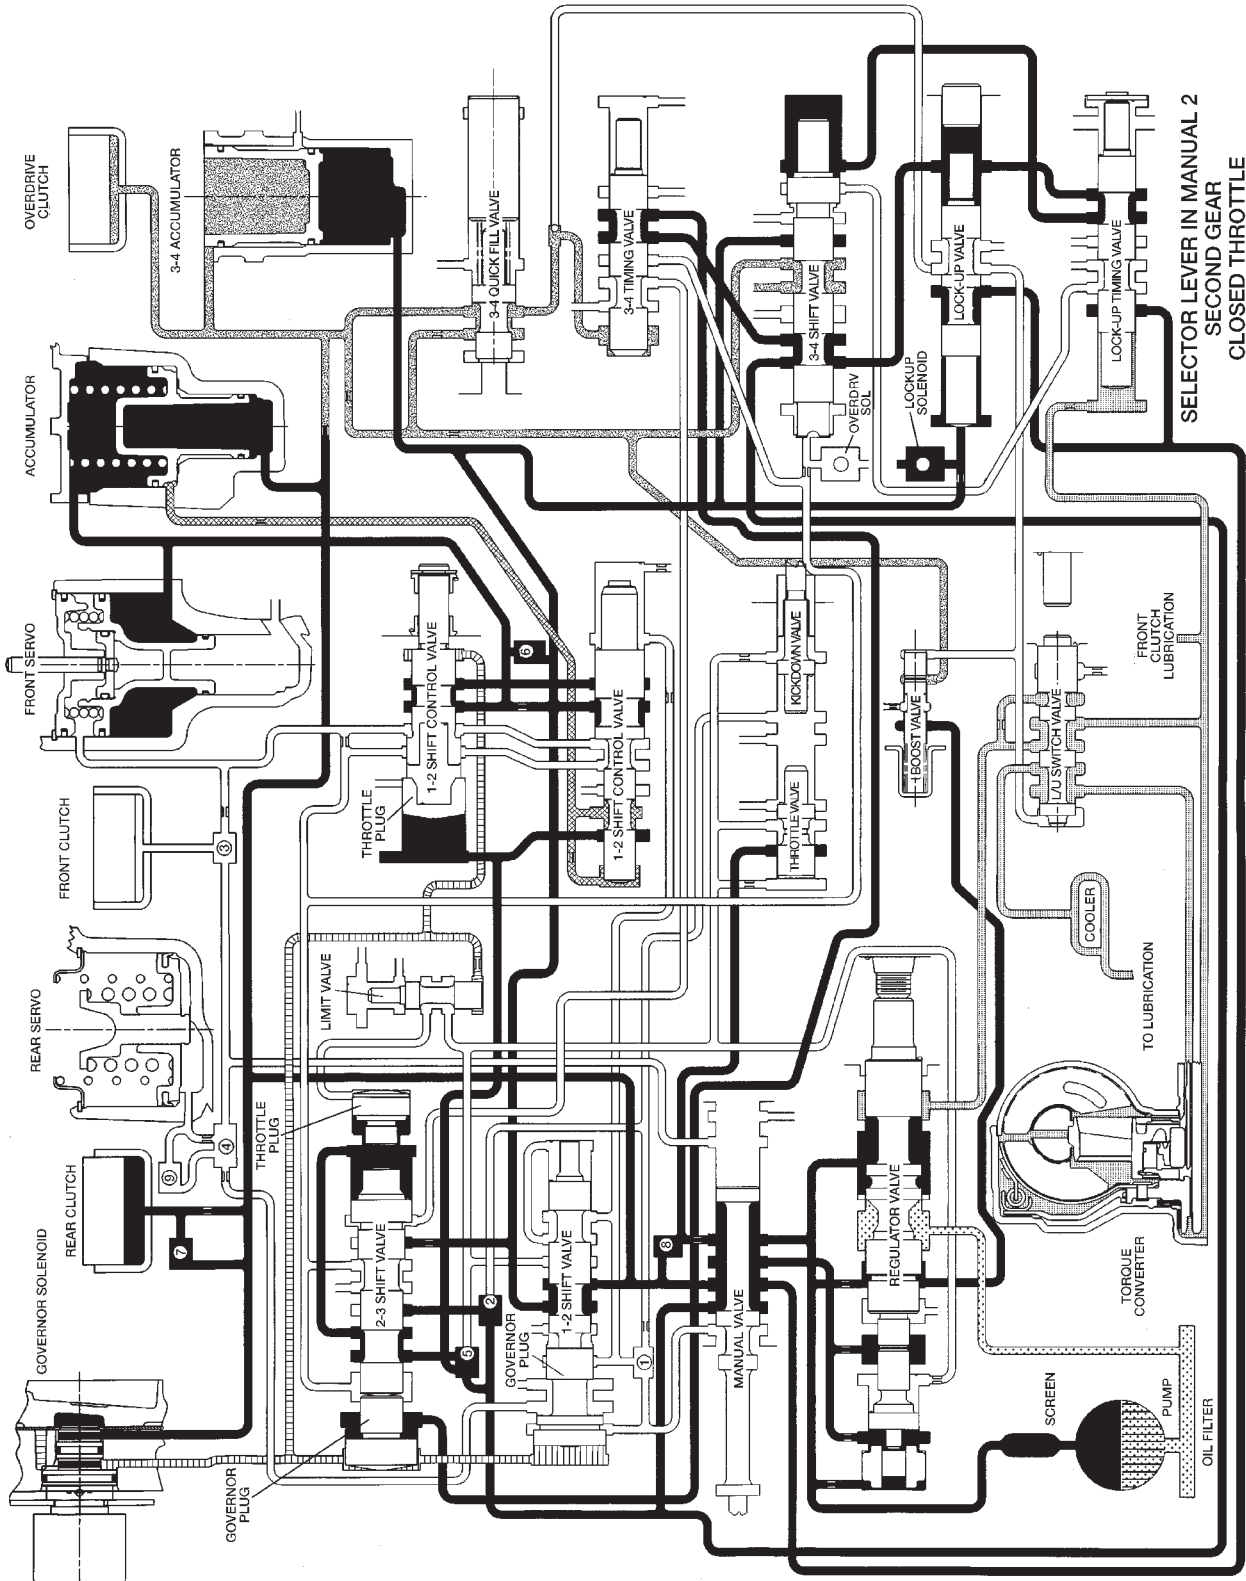 OVERDRIVE
CLUTCH
3-4 ACCUMULATOR
3-4 QUICK FILL VALVE
3-4 TIMING VALVE
3-4 SHIFT VALVE
LOCK-UP VALVE
LOCK-UP TIMING VALVE
SELECTOR LEVER IN MANUAL 2
SECOND GEAR
CLOSED THROTTLE
ACCUMULATOR
OVERDRV
SOL
LOCKUP
SOLENOID
FRONT SERVO
1-2 SHIFT CONTROL VALVE
6
1-2 SHIFT CONTROL VALVE
KICKDOWN VALVE
BOOST VALVE
L/U SWITCH VALVE
FRONT
CLUTCH
LUBRICATION
FRONT CLUTCH
3
THROTTLE
PLUG
THROTTLE VALVE
COOLER
REAR SERVO
LIMIT VALVE
TO LUBRICATION
REAR CLUTCH
9
4
7
THROTTLE
PLUG
2-3 SHIFT VALVE
1-2 SHIFT VALVE
8
2
5
1
REGULATOR VALVE
TORQUE
CONVERTER
GOVERNOR SOLENOID
GOVERNOR
PLUG
GOVERNOR
PLUG
MANUAL VALVE
SCREEN
PUMP
OIL FILTER